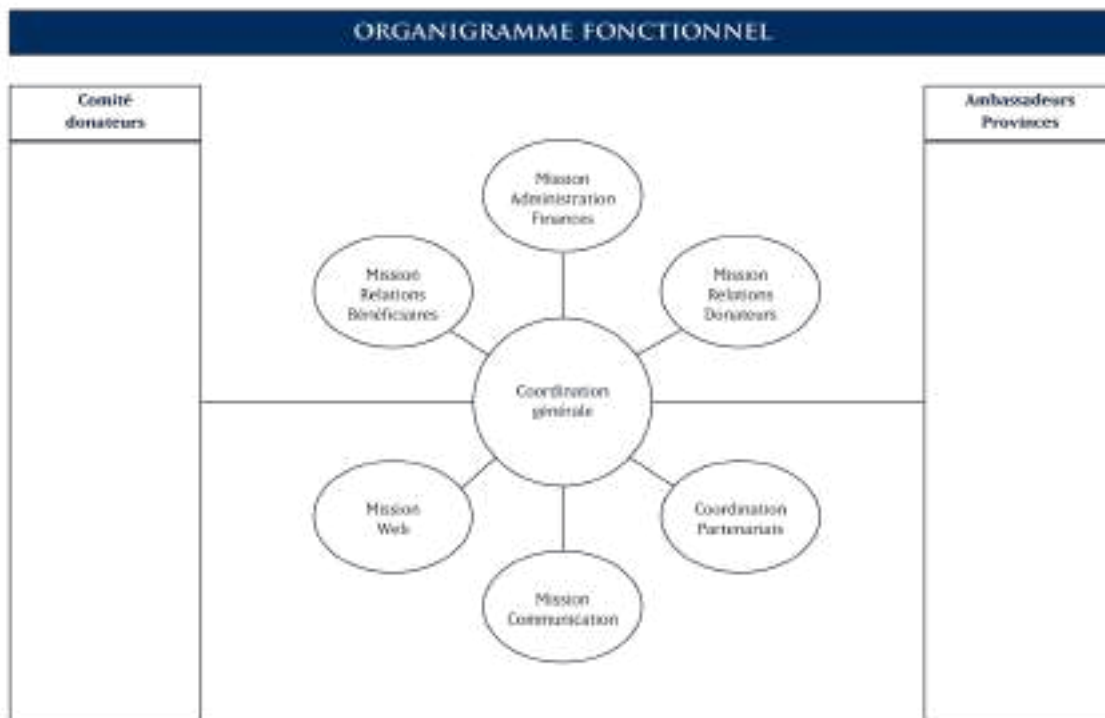 ORGANIGRAMME FONCTIONNEL
Comité
donateurs
Ambassadeurs
Provinces
Mission
Administration
Finances
Mission
Relations
Bénéficiaires
Mission
Relations
Donateurs
Coordination
générale
Mission
Web
Coordination
Partenariats
Mission
Communication